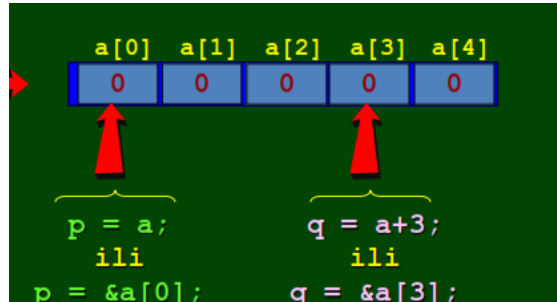 a[0] a[1] a[2] a[3] a[4]
0 0 0 0 0
p = a; q = a+3;
ili ili
p = &a[0]; q = &a[3];